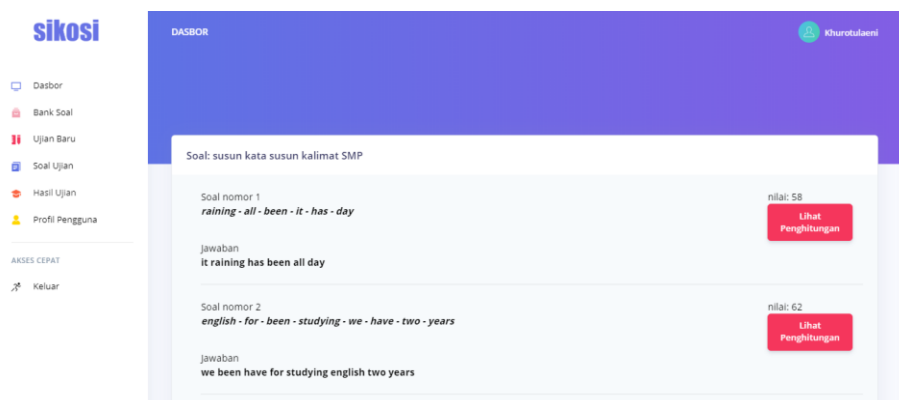 sikosi
DASBOR
Khurotulaeni
Dasbor
Bank Soal
Ujian Baru
Soal Ujian
Hasil Ujian
Profil Pengguna
AKSES CEPAT
Keluar
Soal: susun kata susun kalimat SMP
Soal nomor 1
raining - all - been - it - has - day
nilai: 58
Lihat
Penghitungan
Jawaban
it raining has been all day
Soal nomor 2
english - for - been - studying - we - have - two - years
nilai: 62
Lihat
Penghitungan
Jawaban
we been have for studying english two years